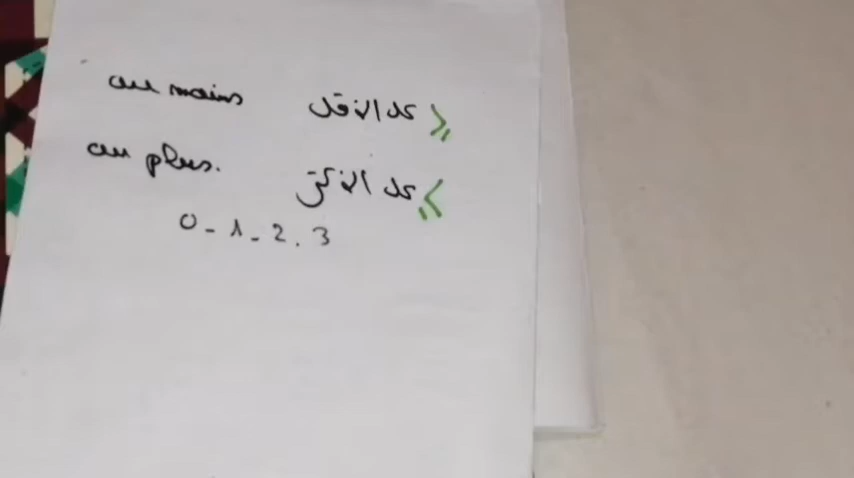 au moins على الأقل ≥
au plus. على الأكثر ≤
0 - 1 - 2 . 3